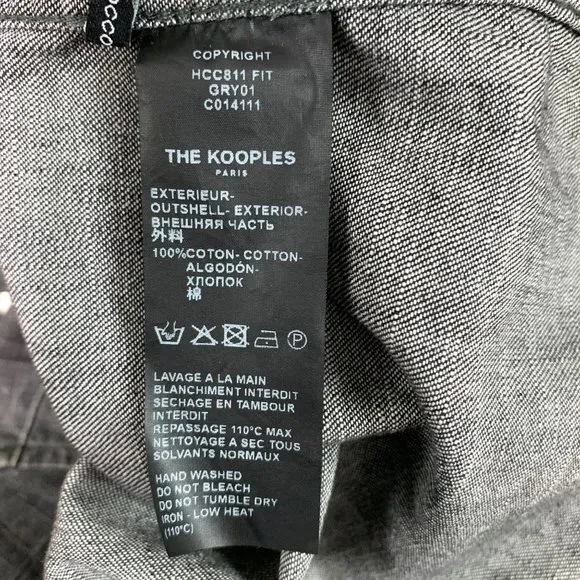 OCCO
COPYRIGHT
HCC811 FIT
GRY01
C014111
THE KOOPLES
PARIS
EXTERIEUR-
OUTSHELL- EXTERIOR-
ВНЕШНЯЯ ЧАСТЬ
外料
100%COTON- COTTON-
ALGODÓN-
ХЛОПОК
棉
P
LAVAGE A LA MAIN
BLANCHIMENT INTERDIT
SECHAGE EN TAMBOUR
INTERDIT
REPASSAGE 110°C MAX
NETTOYAGE A SEC TOUS
SOLVANTS NORMAUX
HAND WASHED
DO NOT BLEACH
DO NOT TUMBLE DRY
IRON - LOW HEAT
(110°C)